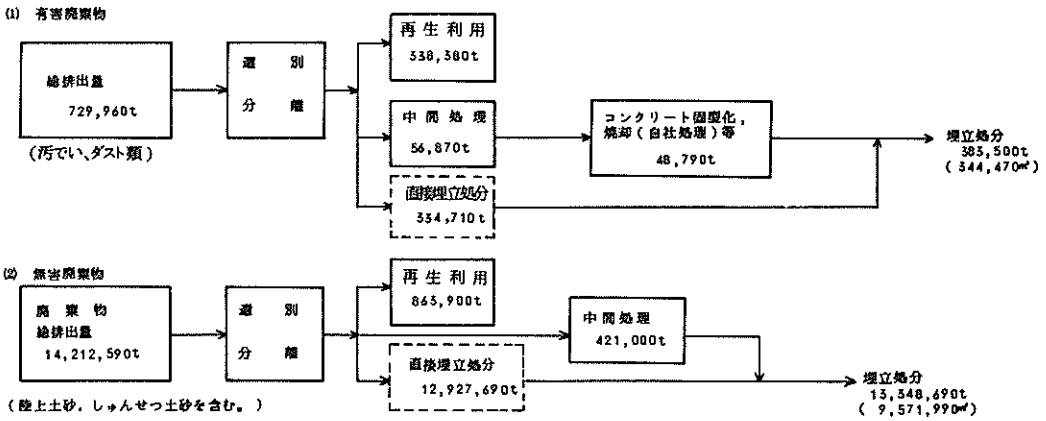 (1) 有害廃棄物
総排出量
729,960t
(汚でい、ダスト類)
選別
分離
再生利用
338,380t
中間処理
56,870t
コンクリート固型化,
焼却(自社処理)等
48,790t
直接埋立処分
334,710t
埋立処分
383,500t
(344,470㎥)
(2) 無害廃棄物
廃棄物
総排出量
14,212,590t
(陸上土砂,しゅんせつ土砂を含む。)
選別
分離
再生利用
863,900t
中間処理
421,000t
直接埋立処分
12,927,690t
埋立処分
13,348,690t
(9,571,990㎥)